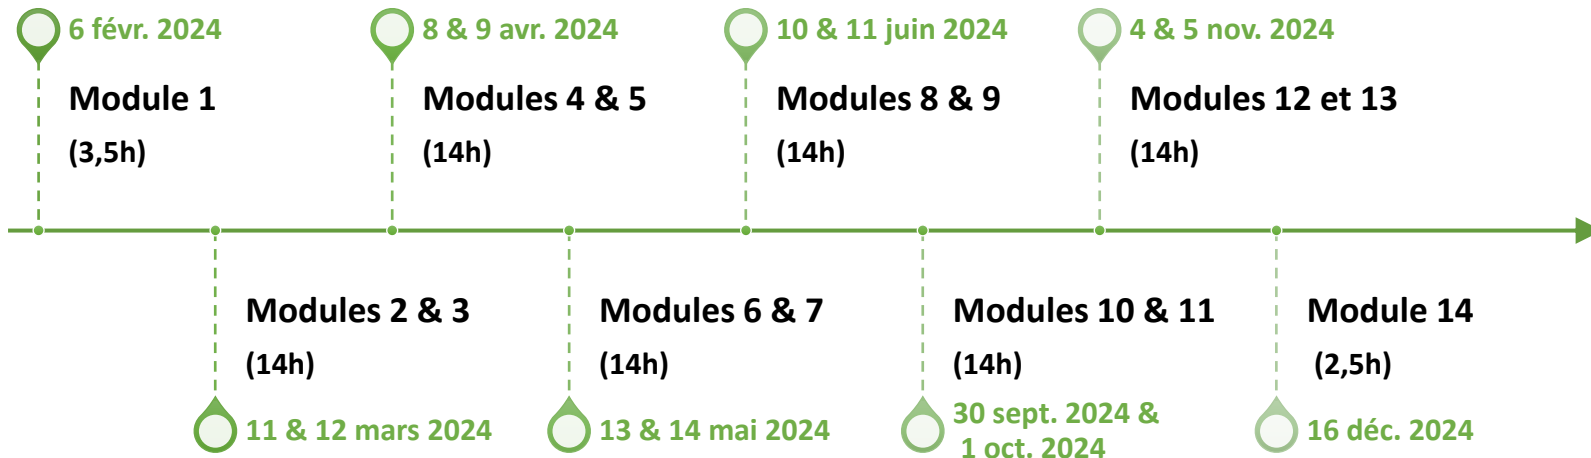 6 févr. 2024
Module 1
(3,5h)
11 & 12 mars 2024
Modules 2 & 3
(14h)
8 & 9 avr. 2024
Modules 4 & 5
(14h)
13 & 14 mai 2024
Modules 6 & 7
(14h)
10 & 11 juin 2024
Modules 8 & 9
(14h)
30 sept. 2024 &
1 oct. 2024
Modules 10 & 11
(14h)
4 & 5 nov. 2024
Modules 12 et 13
(14h)
16 déc. 2024
Module 14
(2,5h)